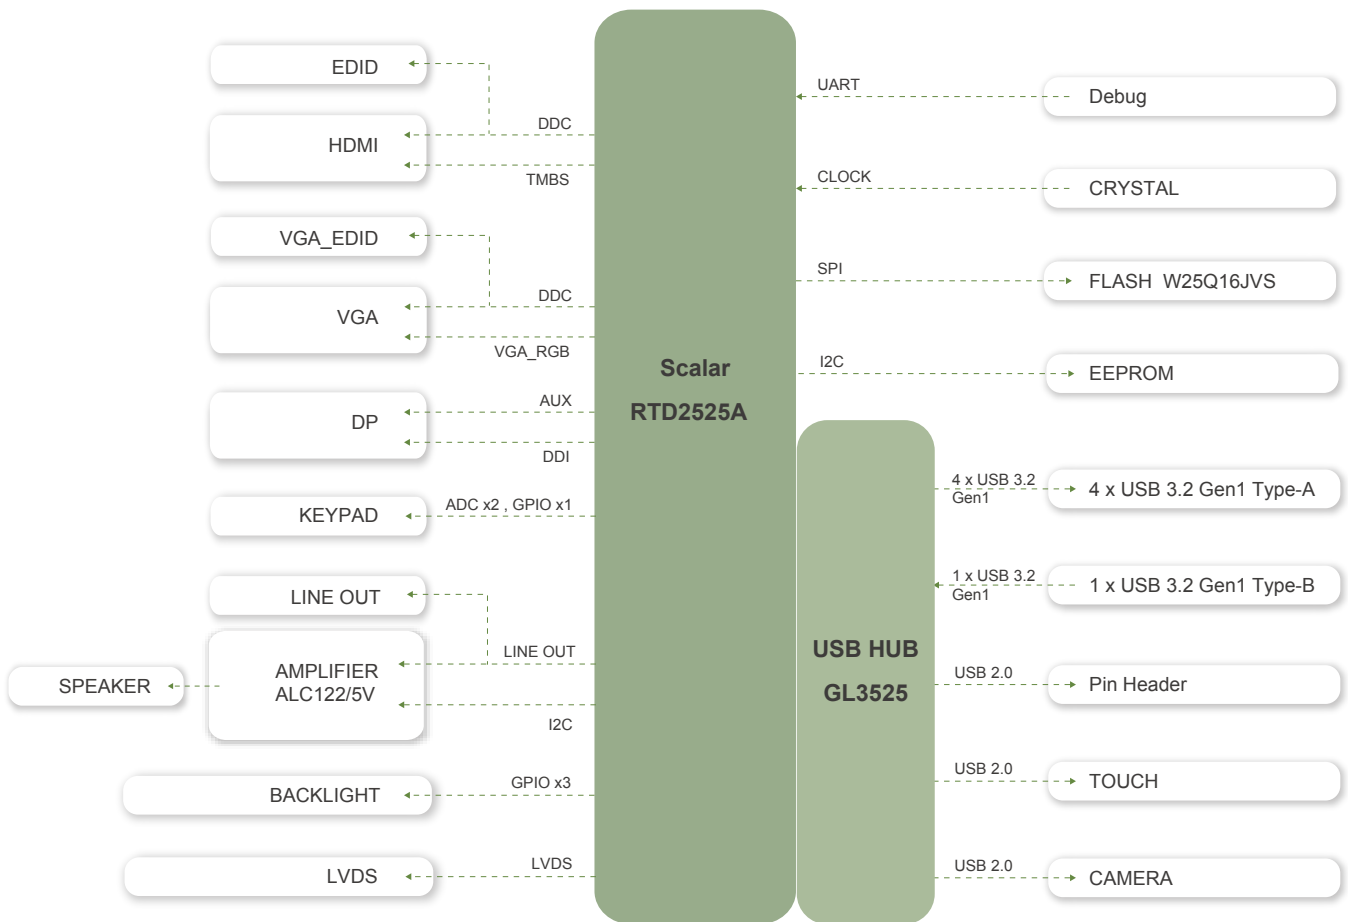 EDID
DDC
HDMI
TMBS
VGA_EDID
DDC
VGA
VGA_RGB
AUX
DP
DDI
ADC x2 , GPIO x1
KEYPAD
LINE OUT
LINE OUT
AMPLIFIER
ALC122/5V
SPEAKER
I2C
GPIO x3
BACKLIGHT
LVDS
LVDS
Scalar
RTD2525A
UART
Debug
CLOCK
CRYSTAL
SPI
FLASH W25Q16JVS
I2C
EEPROM
USB HUB
GL3525
4 x USB 3.2
Gen1
4 x USB 3.2 Gen1 Type-A
1 x USB 3.2
Gen1
1 x USB 3.2 Gen1 Type-B
USB 2.0
Pin Header
USB 2.0
TOUCH
USB 2.0
CAMERA